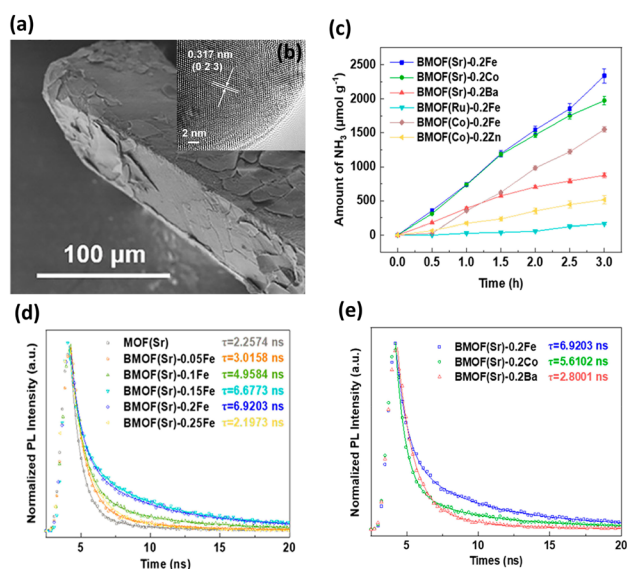 (a)
(b)
0.317 nm
(0 2 3)
2 nm
100 µm
(c)
BMOF(Sr)-0.2Fe
BMOF(Sr)-0.2Co
BMOF(Sr)-0.2Ba
BMOF(Ru)-0.2Fe
BMOF(Co)-0.2Fe
BMOF(Co)-0.2Zn
Amount of NH3 (µmol g-1)
2500
2000
1500
1000
500
0
0.0 0.5 1.0 1.5 2.0 2.5 3.0
Time (h)
(d)
MOF(Sr) τ=2.2574 ns
BMOF(Sr)-0.05Fe τ=3.0158 ns
BMOF(Sr)-0.1Fe τ=4.9584 ns
BMOF(Sr)-0.15Fe τ=6.6773 ns
BMOF(Sr)-0.2Fe τ=6.9203 ns
BMOF(Sr)-0.25Fe τ=2.1973 ns
Normalized PL Intensity (a.u.)
5 10 15 20
Time (ns)
(e)
BMOF(Sr)-0.2Fe τ=6.9203 ns
BMOF(Sr)-0.2Co τ=5.6102 ns
BMOF(Sr)-0.2Ba τ=2.8001 ns
Normalized PL Intensity (a.u.)
5 10 15 20
Times (ns)